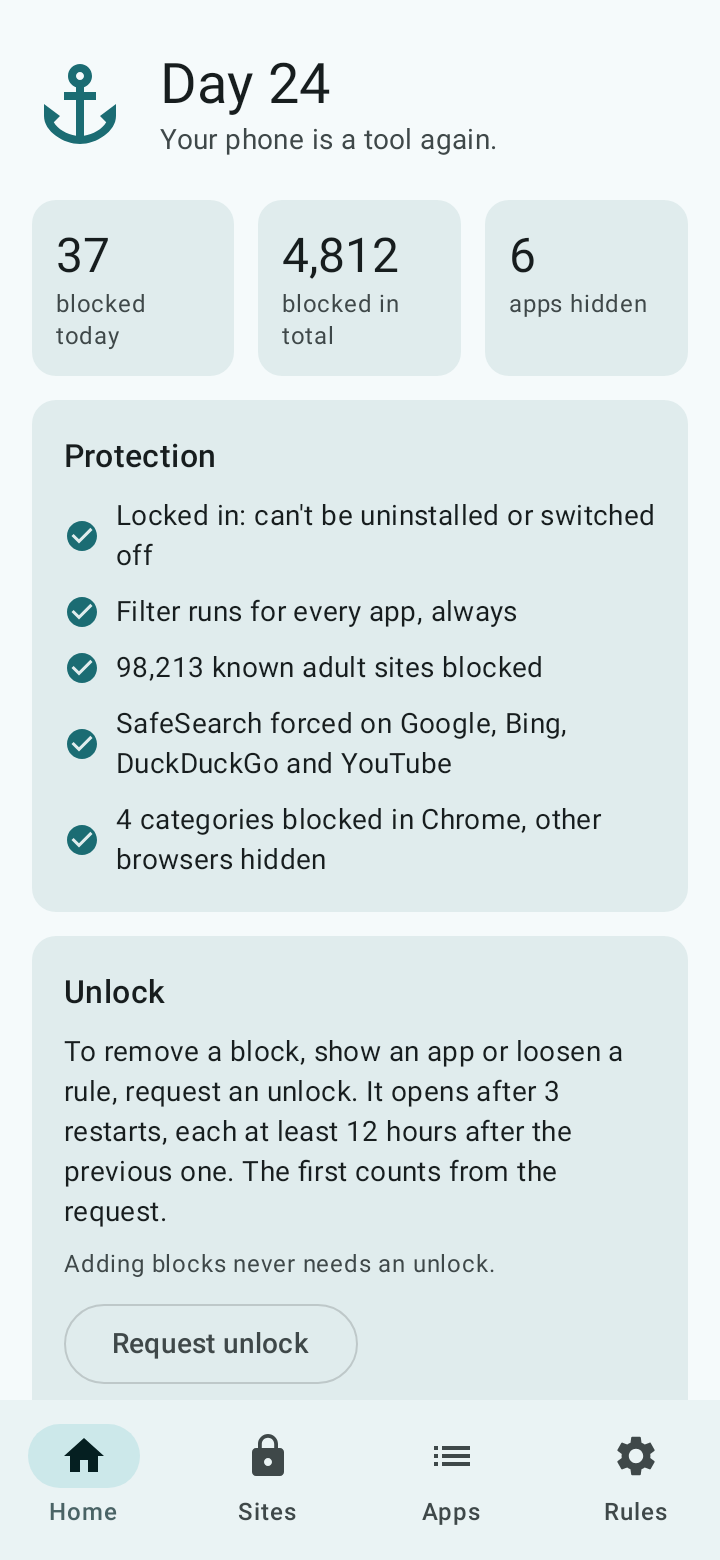 Day 24
Your phone is a tool again.
37
blocked
today
4,812
blocked in
total
6
apps hidden
Protection
Locked in: can't be uninstalled or switched
off
Filter runs for every app, always
98,213 known adult sites blocked
SafeSearch forced on Google, Bing,
DuckDuckGo and YouTube
4 categories blocked in Chrome, other
browsers hidden
Unlock
To remove a block, show an app or loosen a
rule, request an unlock. It opens after 3
restarts, each at least 12 hours after the
previous one. The first counts from the
request.
Adding blocks never needs an unlock.
Request unlock
Home
Sites
Apps
Rules